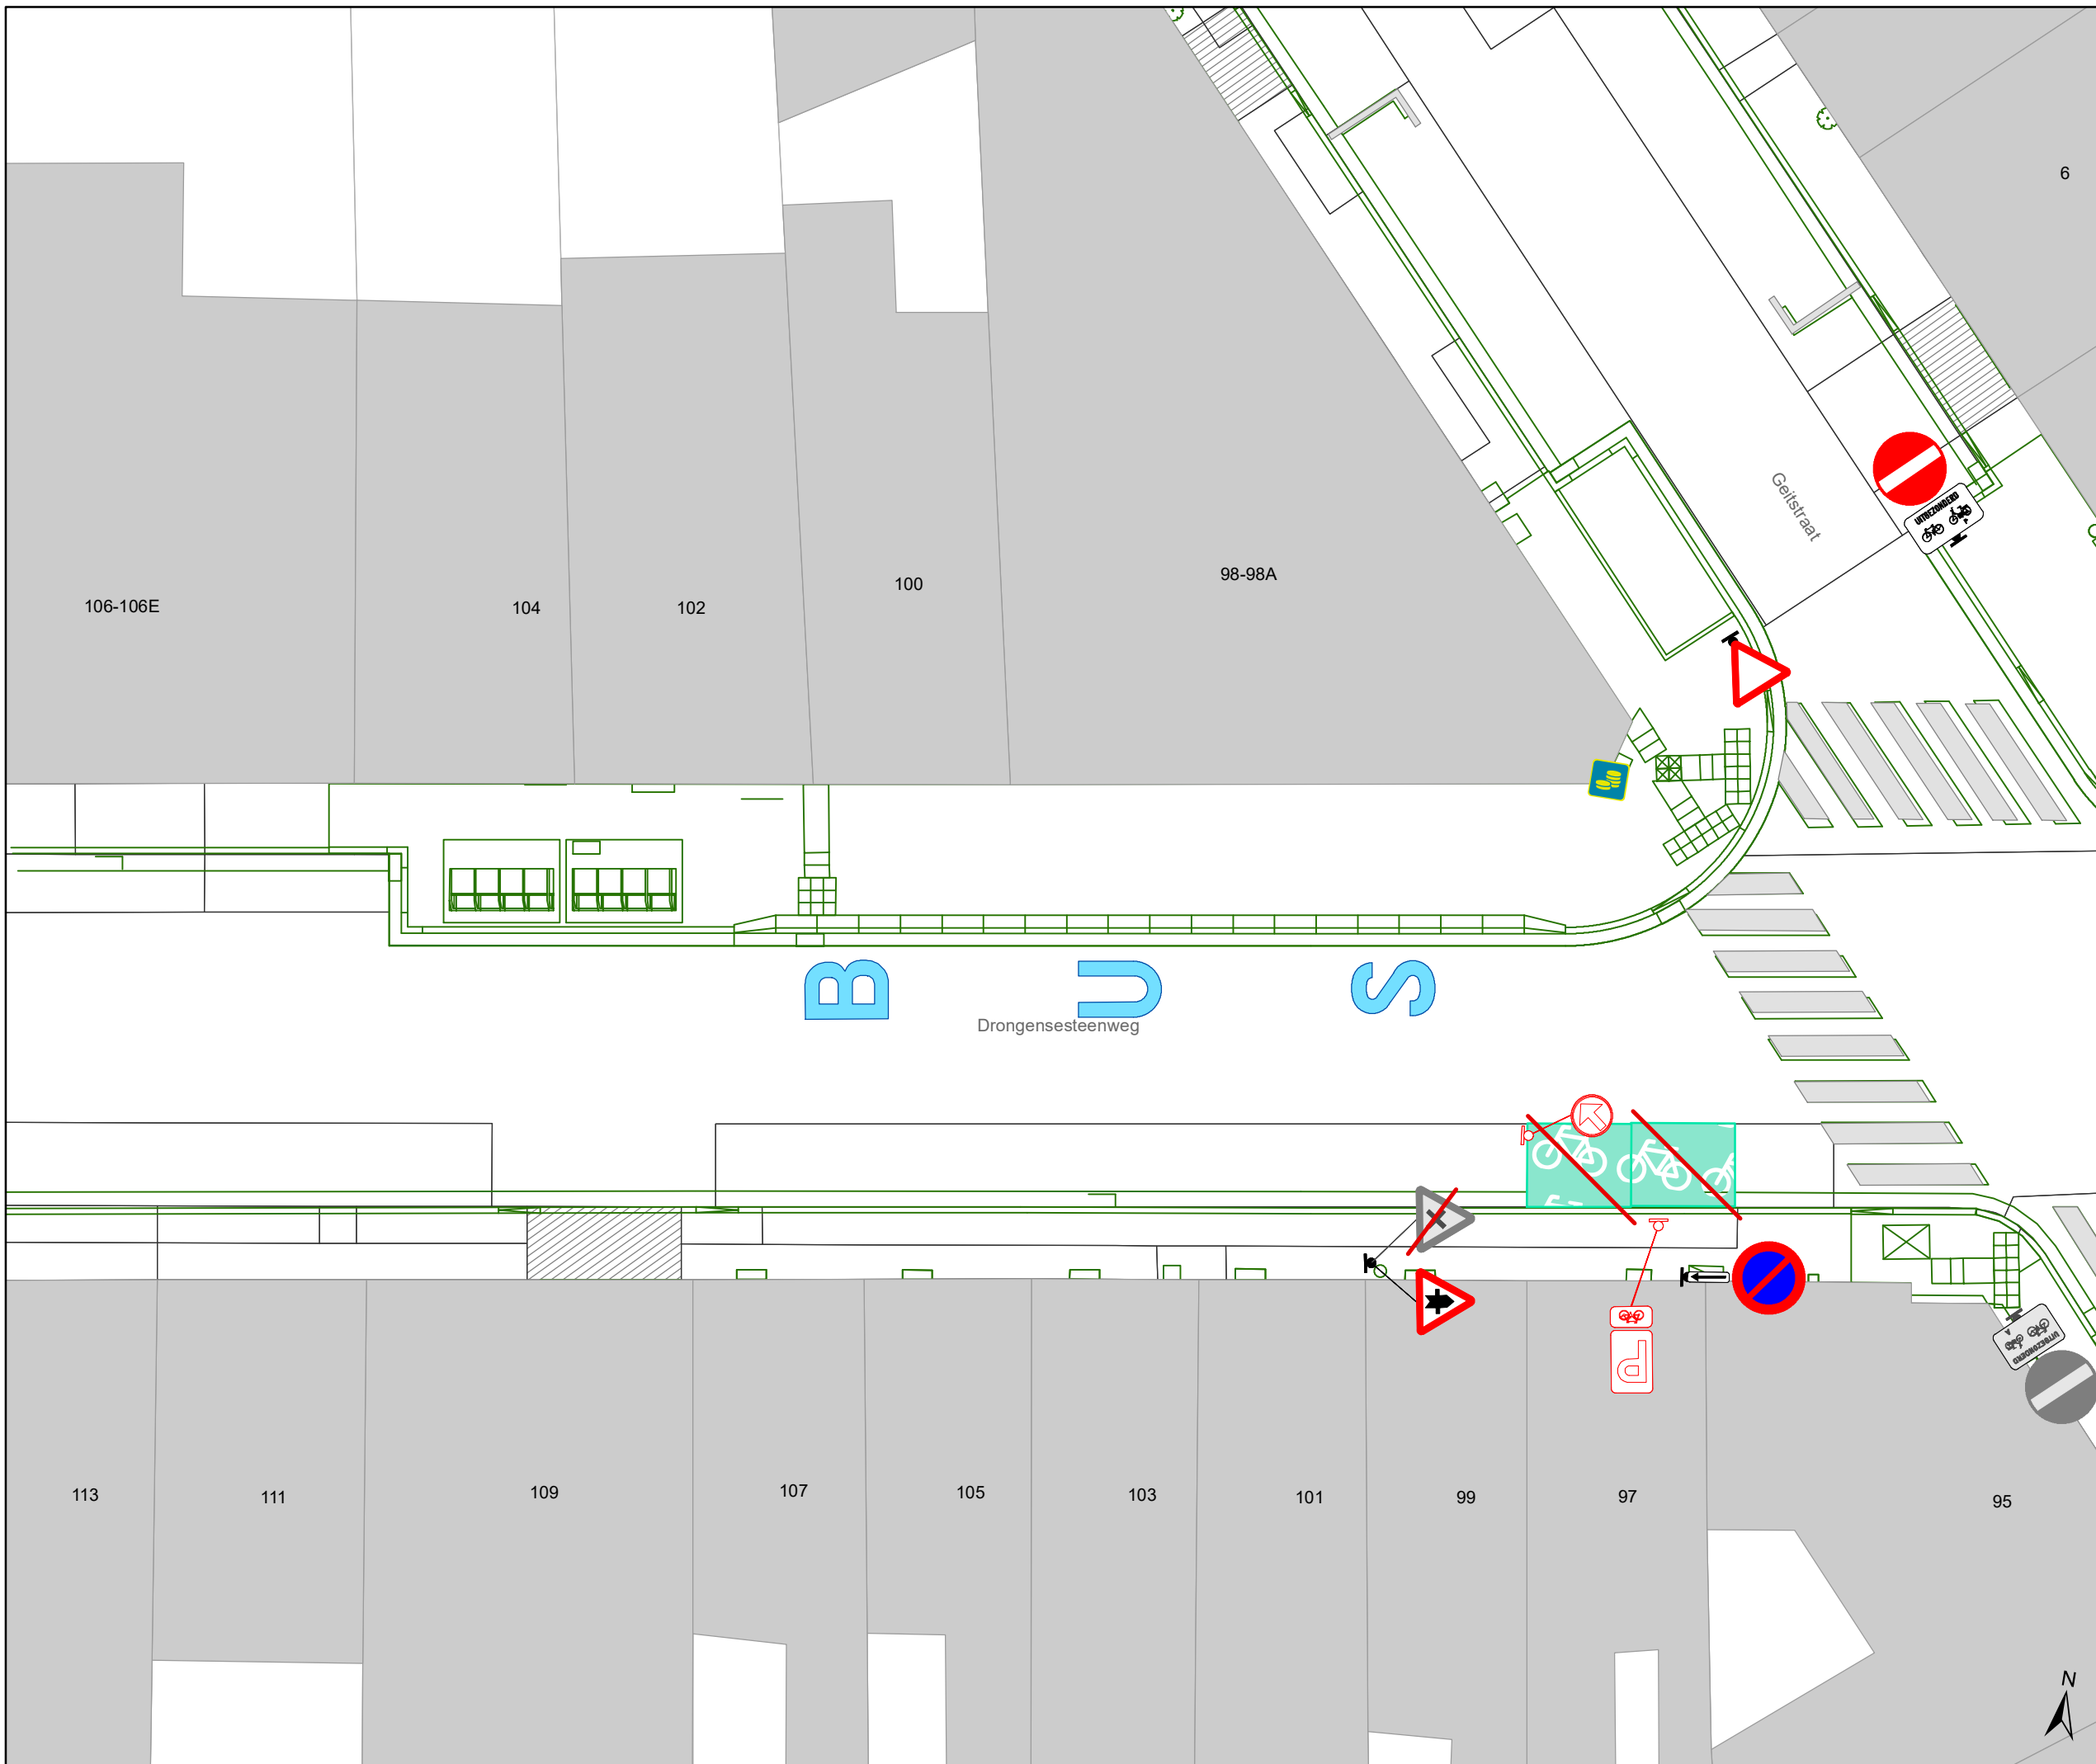 6
Geitstraat
UITGEZONDERD
A
106-106E
104
102
100
98-98A
B U S
Drongensesteenweg
P
UITGEZONDERD
A
113
111
109
107
105
103
101
99
97
95
N